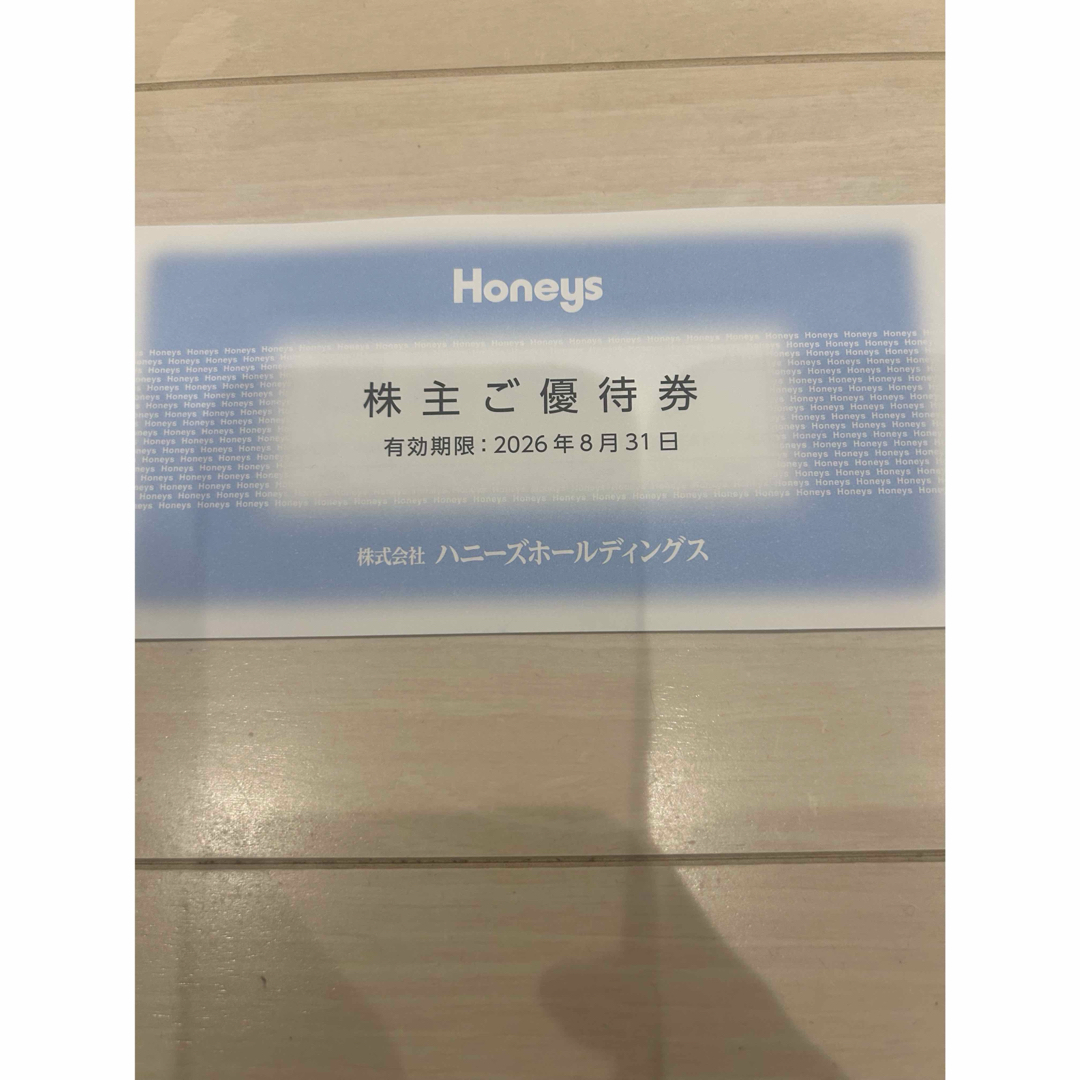 Honeys
株主ご優待券
有効期限：2026年8月31日
株式会社 ハニーズホールディングス